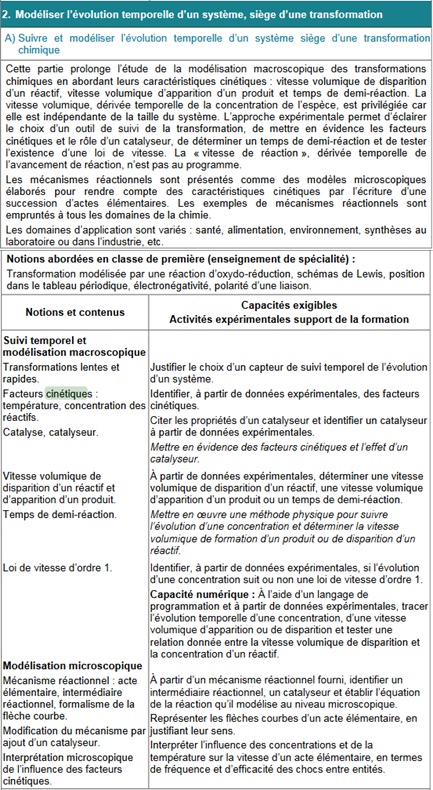 2. Modéliser l'évolution temporelle d'un système, siège d'une transformation
A) Suivre et modéliser l'évolution temporelle d'un système siège d'une transformation
chimique
Cette partie prolonge l'étude de la modélisation macroscopique des transformations
chimiques en abordant leurs caractéristiques cinétiques : vitesse volumique de disparition
d'un réactif, vitesse volumique d'apparition d'un produit et temps de demi-réaction. La
vitesse volumique, dérivée temporelle de la concentration de l'espèce, est privilégiée car
elle est indépendante de la taille du système. L'approche expérimentale permet d'éclairer
le choix d'un outil de suivi de la transformation, de mettre en évidence les facteurs
cinétiques et le rôle d'un catalyseur, de déterminer un temps de demi-réaction et de tester
l'existence d'une loi de vitesse. La « vitesse de réaction », dérivée temporelle de
l'avancement de réaction, n'est pas au programme.
Les mécanismes réactionnels sont présentés comme des modèles microscopiques
élaborés pour rendre compte des caractéristiques cinétiques par l'écriture d'une
succession d'actes élémentaires. Les exemples de mécanismes réactionnels sont
empruntés à tous les domaines de la chimie.
Les domaines d'application sont variés : santé, alimentation, environnement, synthèses au
laboratoire ou dans l'industrie, etc.
Notions abordées en classe de première (enseignement de spécialité) :
Transformation modélisée par une réaction d'oxydo-réduction, schémas de Lewis, position
dans le tableau périodique, électronégativité, polarité d'une liaison.
Notions et contenus
Capacités exigibles
Activités expérimentales support de la formation
Suivi temporel et
modélisation macroscopique
Transformations lentes et
rapides.
Justifier le choix d'un capteur de suivi temporel de l'évolution
d'un système.
Facteurs cinétiques :
température, concentration des
réactifs.
Identifier, à partir de données expérimentales, des facteurs
cinétiques.
Catalyse, catalyseur.
Citer les propriétés d'un catalyseur et identifier un catalyseur
à partir de données expérimentales.
Mettre en évidence des facteurs cinétiques et l'effet d'un
catalyseur.
Vitesse volumique de
disparition d'un réactif et
d'apparition d'un produit.
À partir de données expérimentales, déterminer une vitesse
volumique de disparition d'un réactif, une vitesse volumique
d'apparition d'un produit ou un temps de demi-réaction.
Temps de demi-réaction.
Mettre en œuvre une méthode physique pour suivre
l'évolution d'une concentration et déterminer la vitesse
volumique de formation d'un produit ou de disparition d'un
réactif.
Loi de vitesse d'ordre 1.
Identifier, à partir de données expérimentales, si l'évolution
d'une concentration suit ou non une loi de vitesse d'ordre 1.
Capacité numérique : À l'aide d'un langage de
programmation et à partir de données expérimentales, tracer
l'évolution temporelle d'une concentration, d'une vitesse
volumique d'apparition ou de disparition et tester une
relation donnée entre la vitesse volumique de disparition et
la concentration d'un réactif.
Modélisation microscopique
Mécanisme réactionnel : acte
élémentaire, intermédiaire
réactionnel, formalisme de la
flèche courbe.
À partir d'un mécanisme réactionnel fourni, identifier un
intermédiaire réactionnel, un catalyseur et établir l'équation
de la réaction qu'il modélise au niveau microscopique.
Représenter les flèches courbes d'un acte élémentaire, en
justifiant leur sens.
Modification du mécanisme par
ajout d'un catalyseur.
Interprétation microscopique
de l'influence des facteurs
cinétiques.
Interpréter l'influence des concentrations et de la
température sur la vitesse d'un acte élémentaire, en termes
de fréquence et d'efficacité des chocs entre entités.